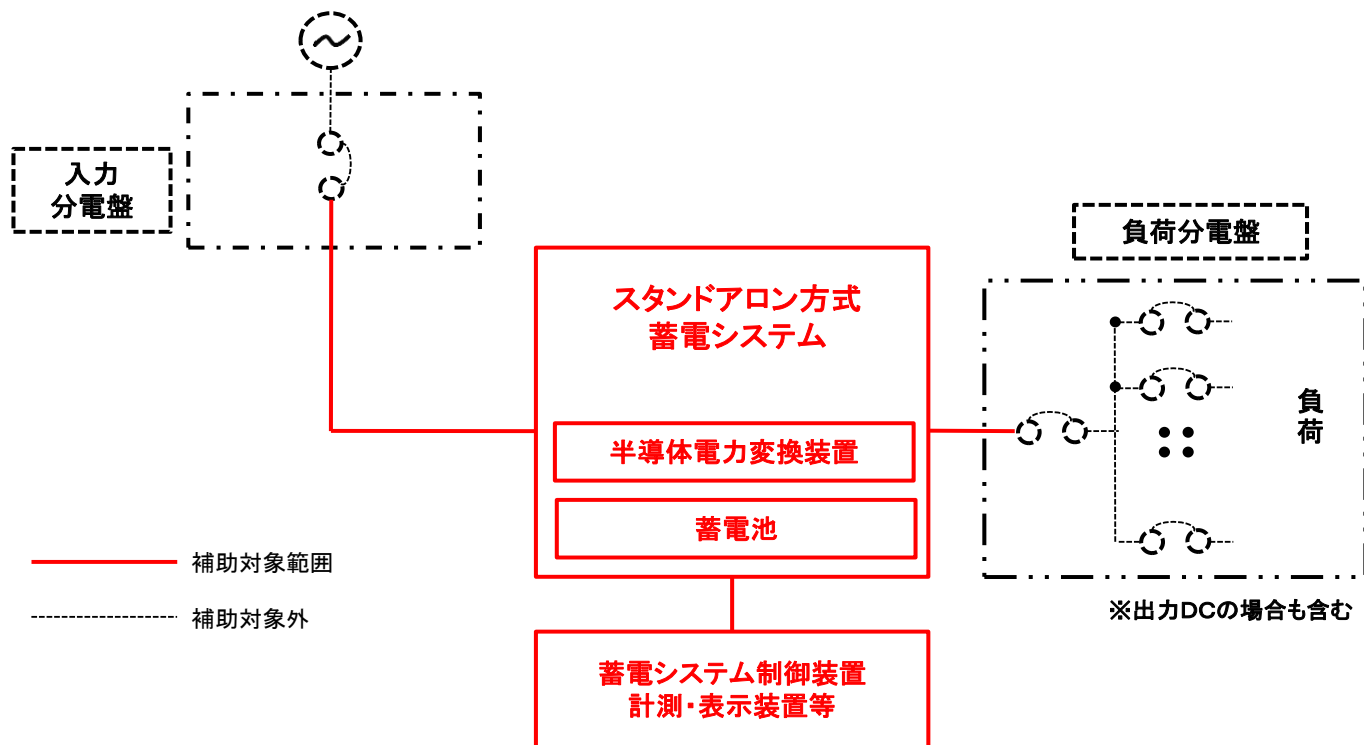 入力
分電盤
負荷分電盤
スタンドアロン方式
蓄電システム
半導体電力変換装置
蓄電池
負
荷
補助対象範囲
補助対象外
※出力DCの場合も含む
蓄電システム制御装置
計測・表示装置等